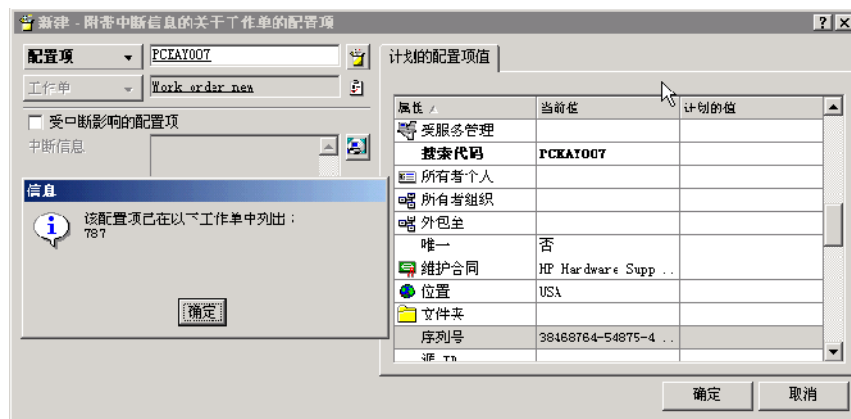 新建 - 附带中断信息的关于工作单的配置项
配置项 PCKAY007
工作单 Work order new
受中断影响的配置项
中断信息
信息
该配置项已在以下工作单中列出：
787
确定
计划的配置项值
属性 当前值 计划的值
受服务管理
搜索代码 PCKAY007
所有者个人
所有者组织
外包至
唯一 否
维护合同 HP Hardware Supp ..
位置 USA
文件夹
序列号 38468764-54875-4 ..
源 ID
确定 取消